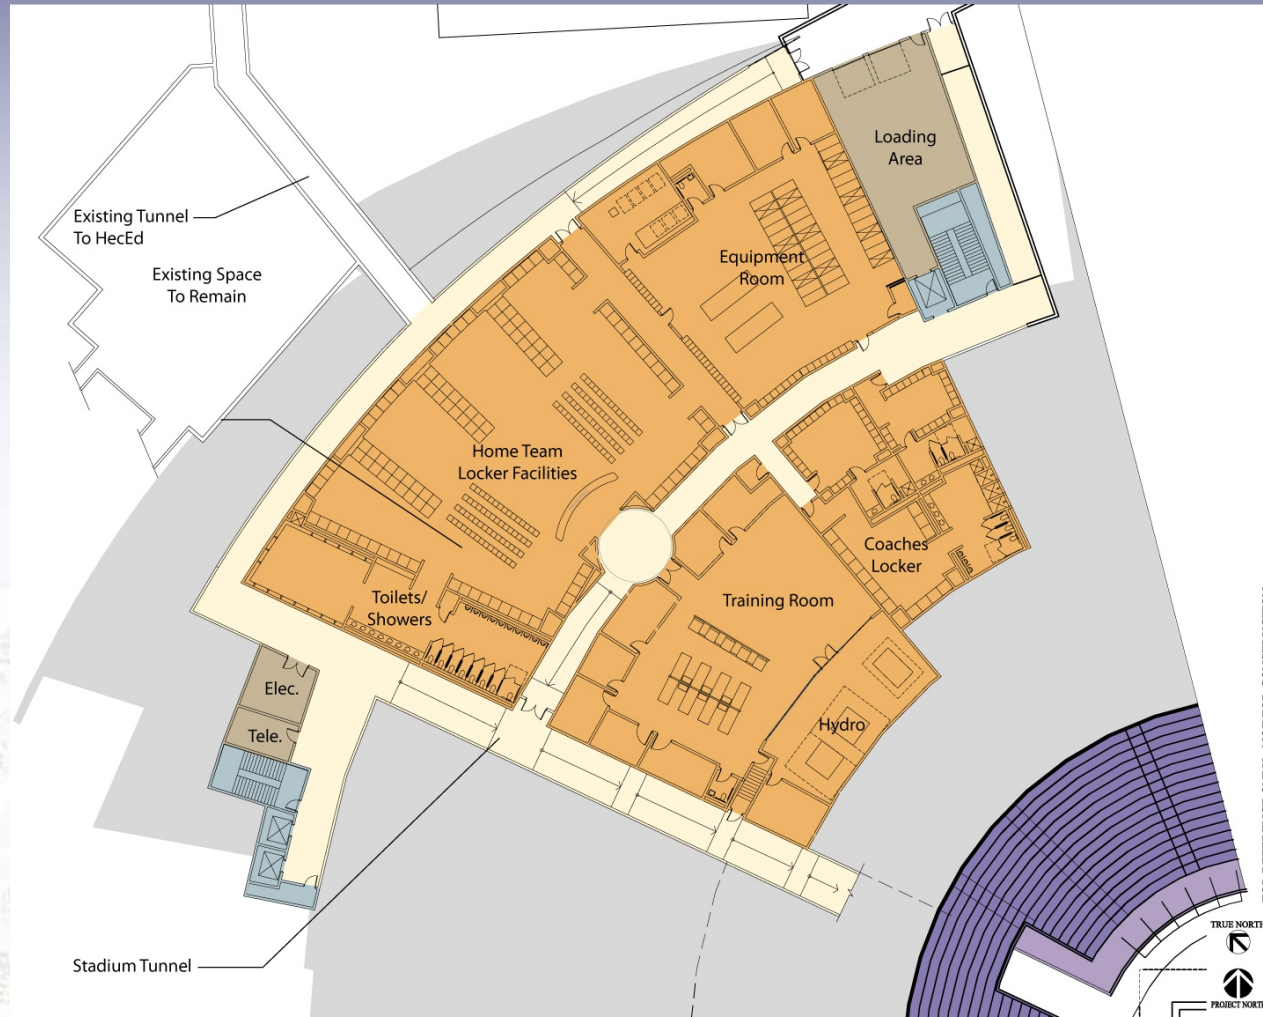 Loading
Area
Existing Tunnel
To HecEd
Existing Space
To Remain
Equipment
Room
Home Team
Locker Facilities
Coaches
Locker
Toilets/
Showers
Training Room
Elec.
Tele.
Hydro
Stadium Tunnel
TRUE NORTH
PROJECT NORTH